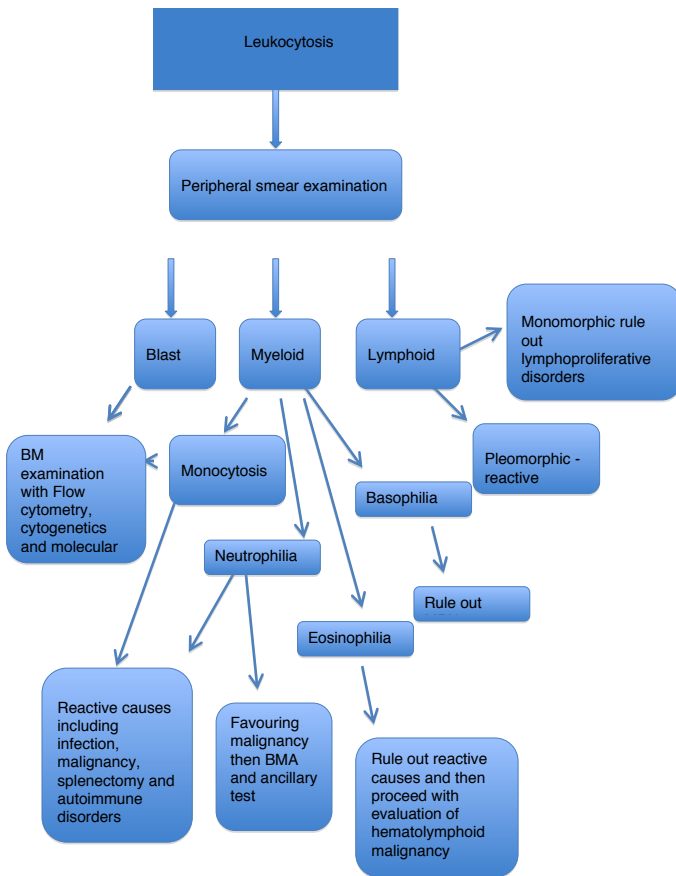 Leukocytosis
Peripheral smear examination
Blast
Myeloid
Lymphoid
Monomorphic rule
out
lymphoproliferative
disorders
Pleomorphic -
reactive
BM
examination
with Flow
cytometry,
cytogenetics
and molecular
Monocytosis
Basophilia
Neutrophilia
Rule out
Eosinophilia
Reactive causes
including
infection,
malignancy,
splenectomy and
autoimmune
disorders
Favouring
malignancy
then BMA
and ancillary
test
Rule out reactive
causes and then
proceed with
evaluation of
hematolymphoid
malignancy